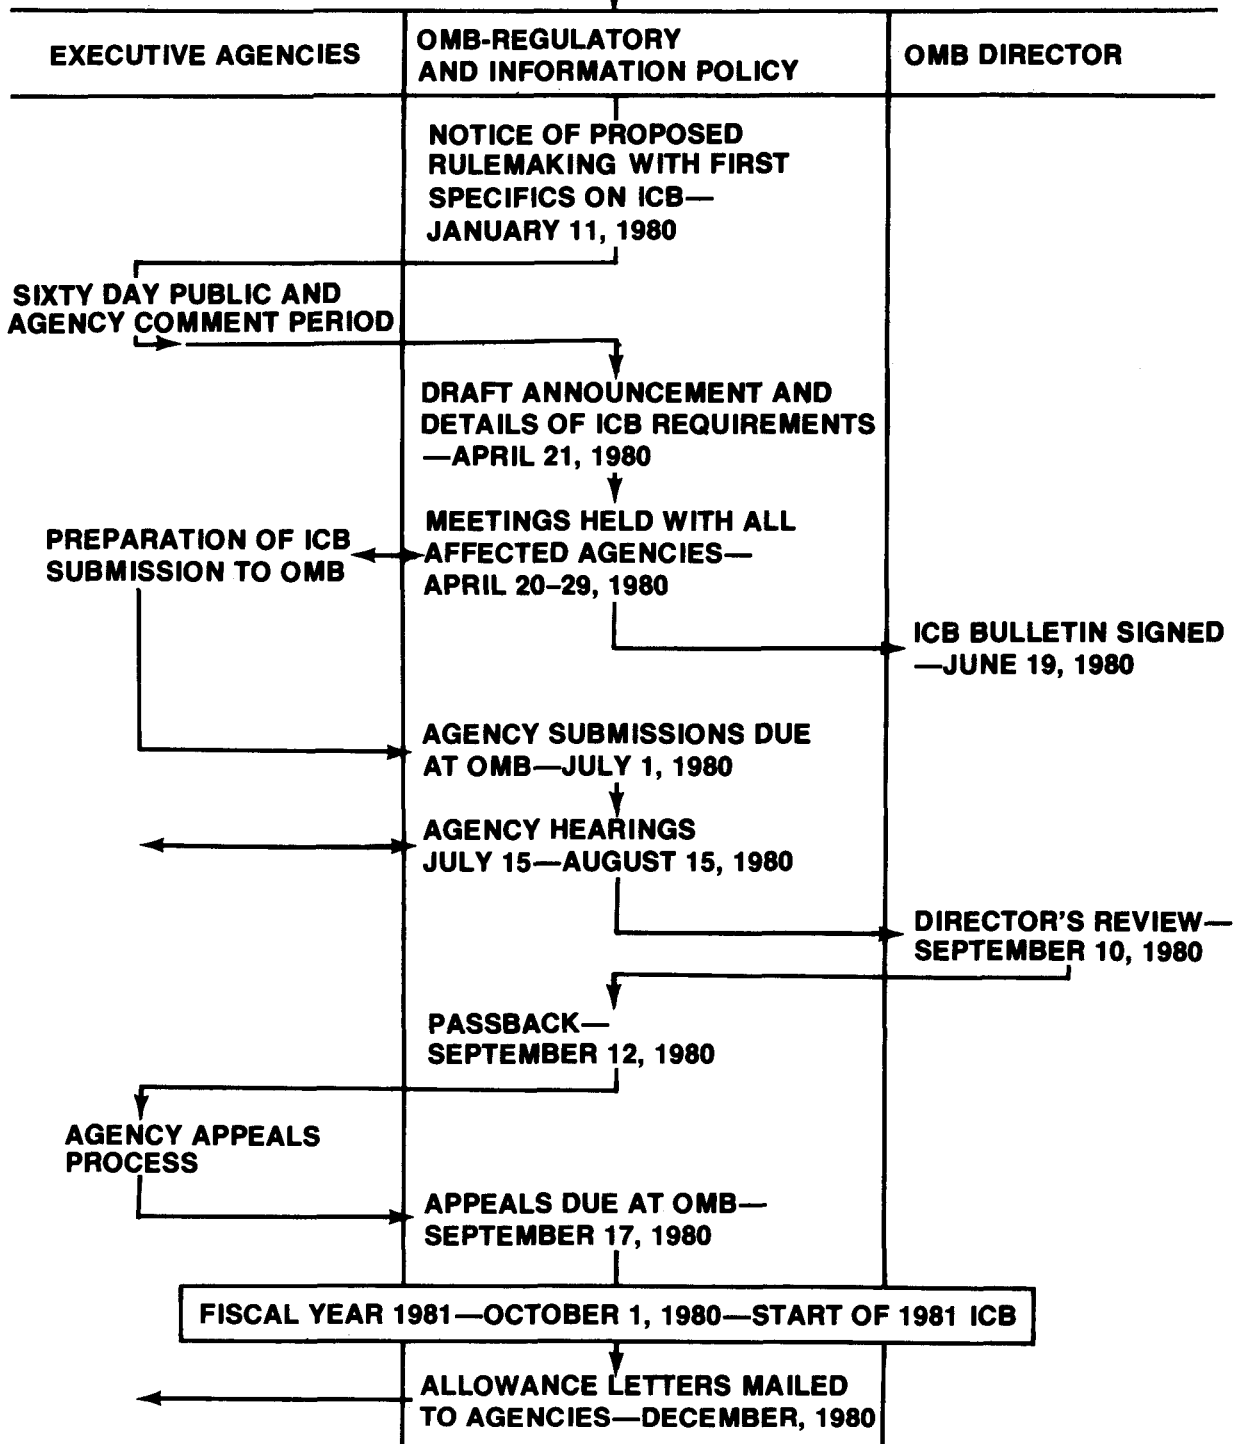 EXECUTIVE AGENCIES
OMB-REGULATORY
AND INFORMATION POLICY
OMB DIRECTOR
NOTICE OF PROPOSED
RULEMAKING WITH FIRST
SPECIFICS ON ICB—
JANUARY 11, 1980
SIXTY DAY PUBLIC AND
AGENCY COMMENT PERIOD
DRAFT ANNOUNCEMENT AND
DETAILS OF ICB REQUIREMENTS
—APRIL 21, 1980
MEETINGS HELD WITH ALL
AFFECTED AGENCIES—
APRIL 20–29, 1980
PREPARATION OF ICB
SUBMISSION TO OMB
ICB BULLETIN SIGNED
—JUNE 19, 1980
AGENCY SUBMISSIONS DUE
AT OMB—JULY 1, 1980
AGENCY HEARINGS
JULY 15—AUGUST 15, 1980
DIRECTOR'S REVIEW—
SEPTEMBER 10, 1980
PASSBACK—
SEPTEMBER 12, 1980
AGENCY APPEALS
PROCESS
APPEALS DUE AT OMB—
SEPTEMBER 17, 1980
FISCAL YEAR 1981—OCTOBER 1, 1980—START OF 1981 ICB
ALLOWANCE LETTERS MAILED
TO AGENCIES—DECEMBER, 1980